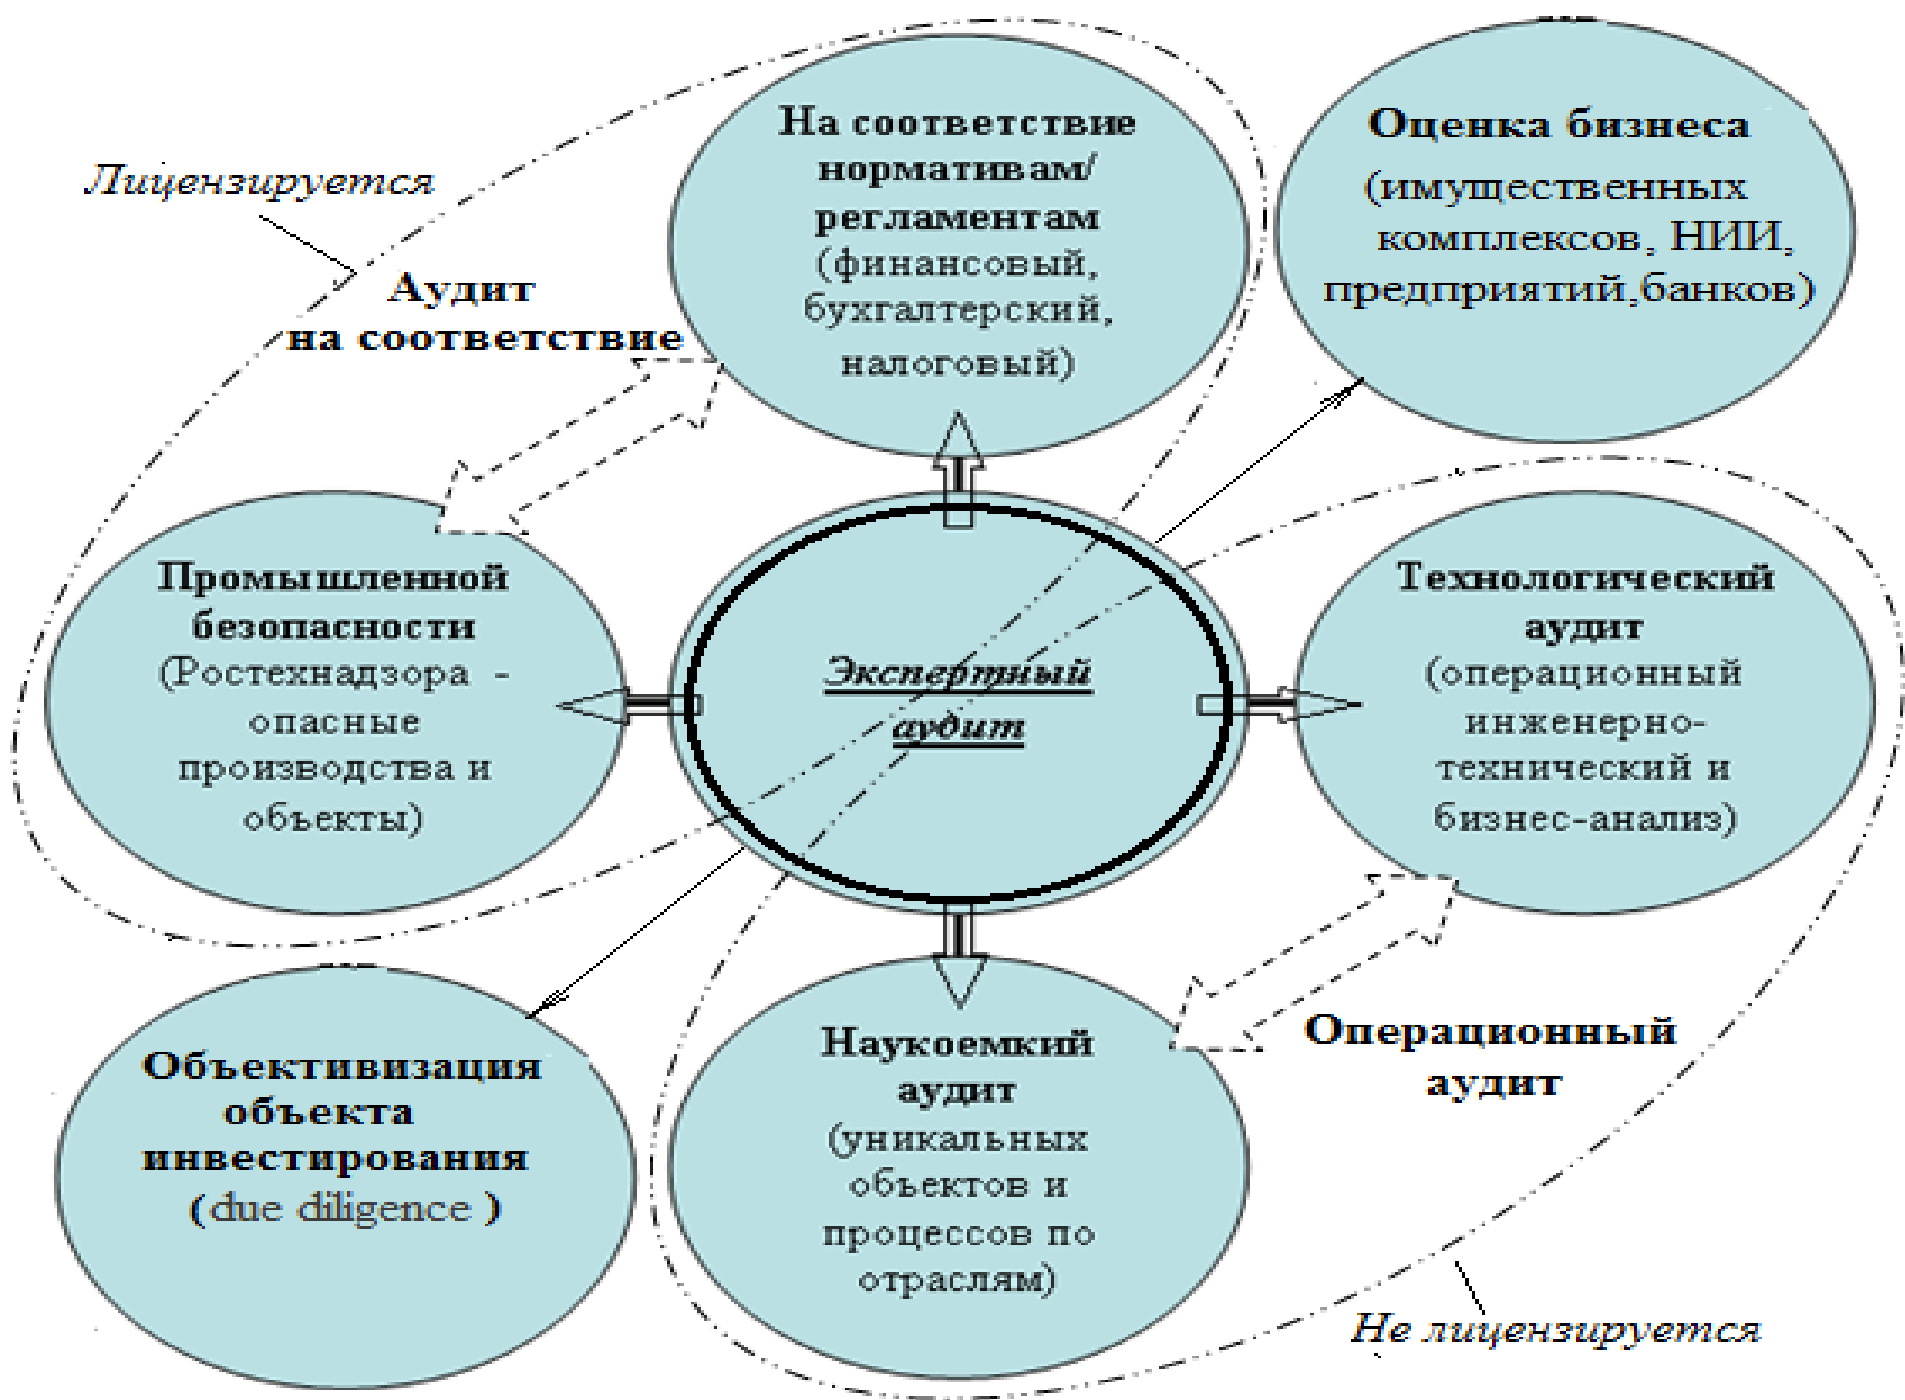 На соответствие
нормативам/
регламентам
(финансовый,
бухгалтерский,
налоговый)
Оценка бизнеса
(имущественных
комплексов, НИИ,
предприятий,банков)
Лицензируется
Аудит
на соответствие
Промышленной
безопасности
(Ростехнадзора -
опасные
производства и
объекты)
Экспертный
аудит
Технологический
аудит
(операционный
инженерно-
технический и
бизнес-анализ)
Объективизация
объекта
инвестирования
(due diligence )
Наукоемкий
аудит
(уникальных
объектов и
процессов по
отраслям)
Операционный
аудит
Не лицензируется